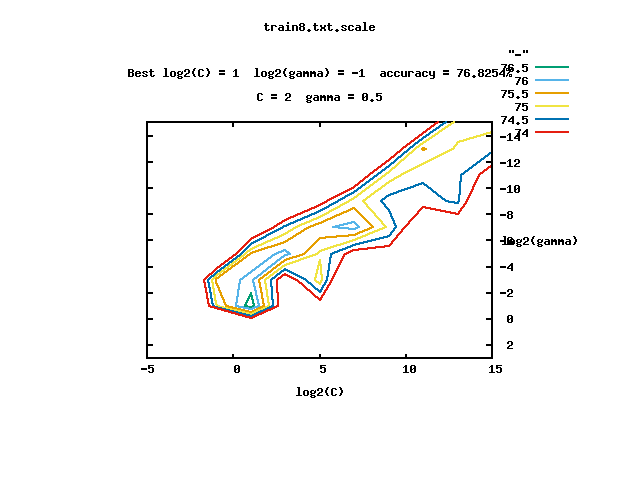 train8.txt.scale
"-"
76.5
Best log2(C) = 1  log2(gamma) = -1  accuracy = 76.8254%
76
C = 2  gamma = 0.5
75.5
75
74.5
74
-14
-12
-10
-8
-6
log2(gamma)
-4
-2
0
2
-5 0 5 10 15
log2(C)